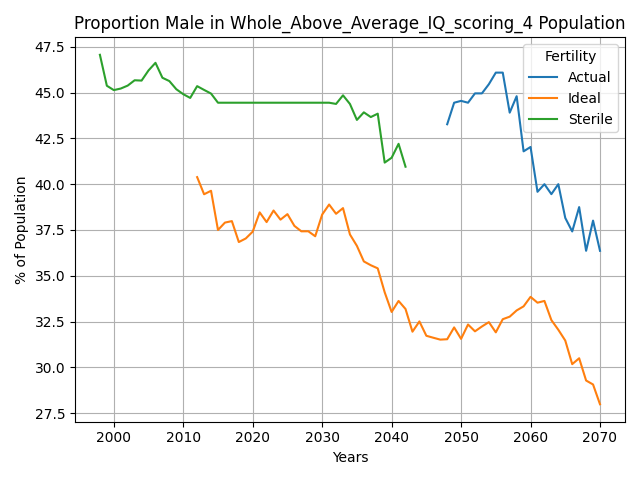 Proportion Male in Whole_Above_Average_IQ_scoring_4 Population
Fertility
Actual
Ideal
Sterile
% of Population
47.5
45.0
42.5
40.0
37.5
35.0
32.5
30.0
27.5
2000
2010
2020
2030
2040
2050
2060
2070
Years